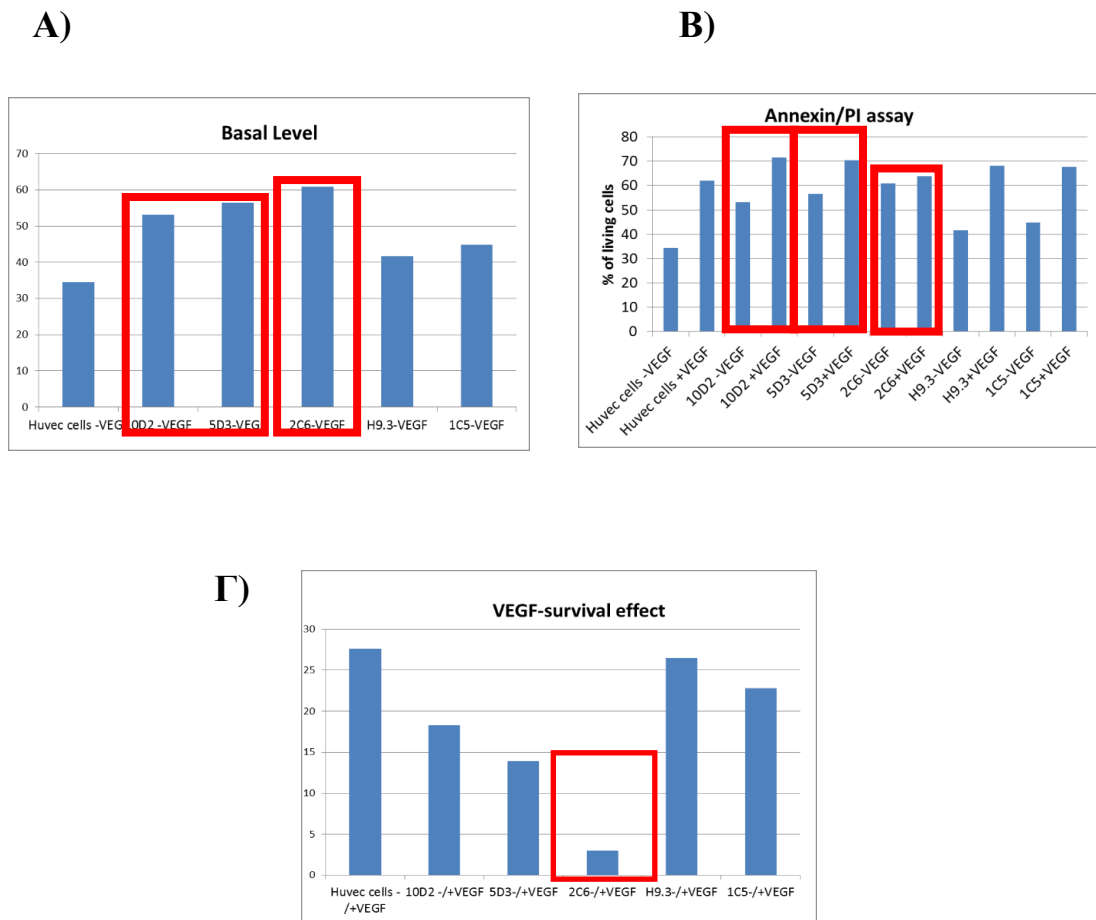 A)
B)
Basal Level
70
60
50
40
30
20
10
0
Huvec cells -VEG 0D2 -VEGF 5D3-VEG 2C6-VEGF H9.3-VEGF 1C5-VEGF
Annexin/PI assay
% of living cells
80
70
60
50
40
30
20
10
0
Huvec cells -VEGF
Huvec cells +VEGF
10D2 -VEGF
10D2 +VEGF
5D3-VEGF
5D3+VEGF
2C6-VEGF
2C6+VEGF
H9.3-VEGF
H9.3+VEGF
1C5-VEGF
1C5+VEGF
Γ)
VEGF-survival effect
30
25
20
15
10
5
0
Huvec cells - 10D2 -/+VEGF 5D3-/+VEGF 2C6-/+VEGF H9.3-/+VEGF 1C5-/+VEGF
/+VEGF